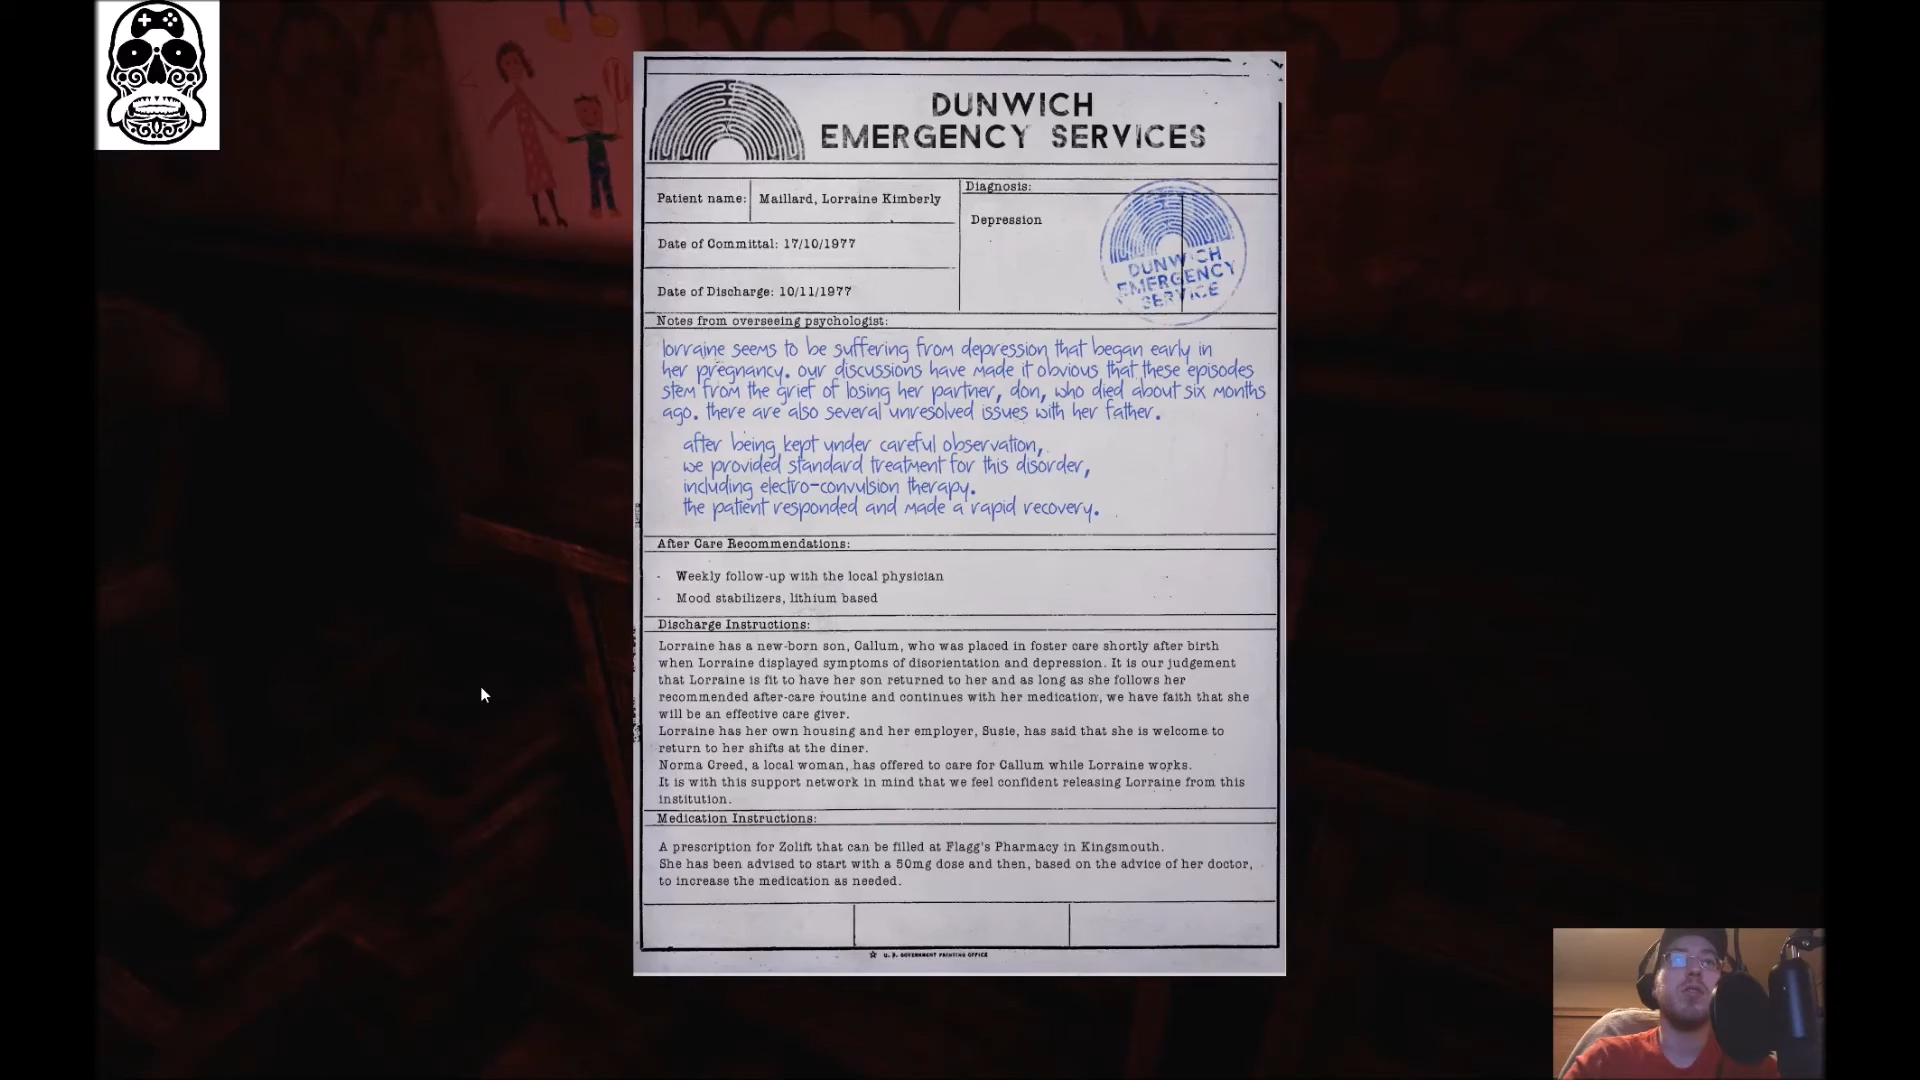 DUNWICH
EMERGENCY SERVICES
Patient name: Maillard, Lorraine Kimberly
Date of Committal: 17/10/1977
Date of Discharge: 10/11/1977
Diagnosis:
Depression
DUNWICH
EMERGENCY
SERVICE
Notes from overseeing psychologist:
lorraine seems to be suffering from depression that began early in
her pregnancy. our discussions have made it obvious that these episodes
stem from the grief of losing her partner, don, who died about six months
ago. there are also several unresolved issues with her father.
after being kept under careful observation,
we provided standard treatment for this disorder,
including electro-convulsion therapy.
the patient responded and made a rapid recovery.
After Care Recommendations:
- Weekly follow-up with the local physician
- Mood stabilizers, lithium based
Discharge Instructions:
Lorraine has a new-born son, Callum, who was placed in foster care shortly after birth
when Lorraine displayed symptoms of disorientation and depression. It is our judgement
that Lorraine is fit to have her son returned to her and as long as she follows her
recommended after-care routine and continues with her medication, we have faith that she
will be an effective care giver.
Lorraine has her own housing and her employer, Susie, has said that she is welcome to
return to her shifts at the diner.
Norma Creed, a local woman, has offered to care for Callum while Lorraine works.
It is with this support network in mind that we feel confident releasing Lorraine from this
institution.
Medication Instructions:
A prescription for Zolift that can be filled at Flagg's Pharmacy in Kingsmouth.
She has been advised to start with a 50mg dose and then, based on the advice of her doctor,
to increase the medication as needed.
☆ U. S. GOVERNMENT PRINTING OFFICE